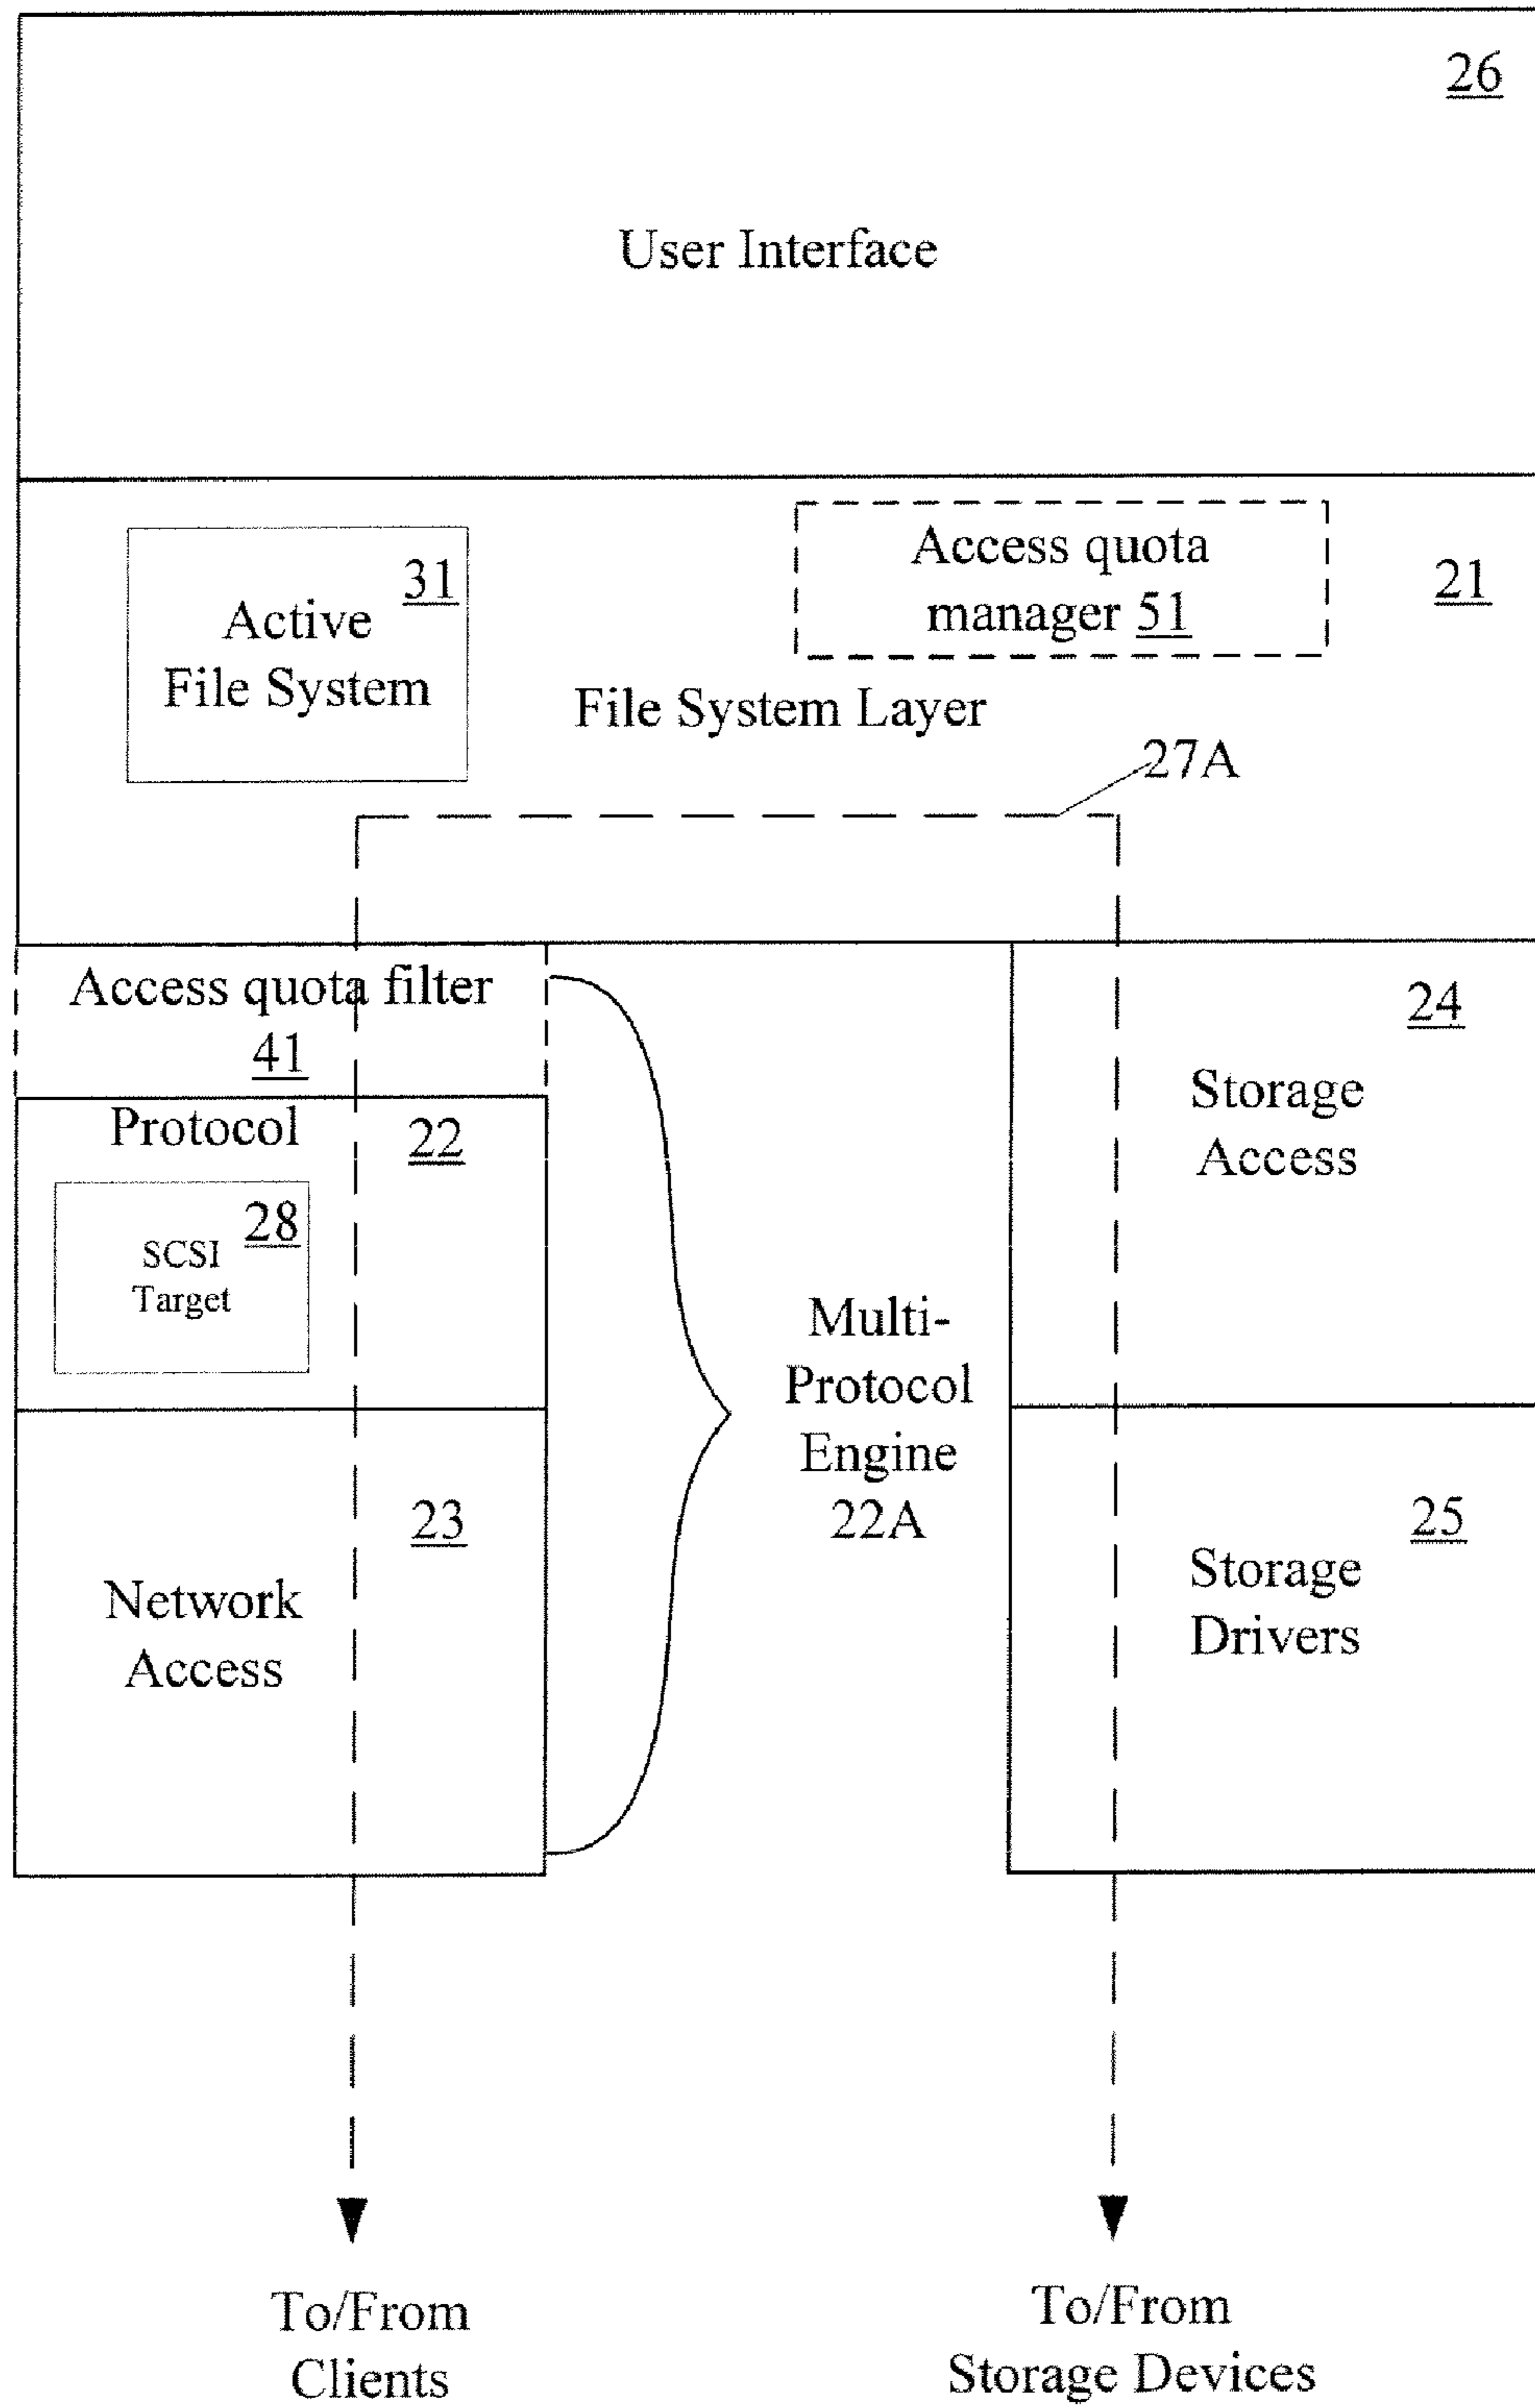 26
User Interface
Access quota
manager 51
21
31
Active
File System
File System Layer
27A
Access quota filter
41
Protocol
22
28
SCSI
Target
23
Network
Access
Multi-
Protocol
Engine
22A
24
Storage
Access
25
Storage
Drivers
To/From
Clients
To/From
Storage Devices